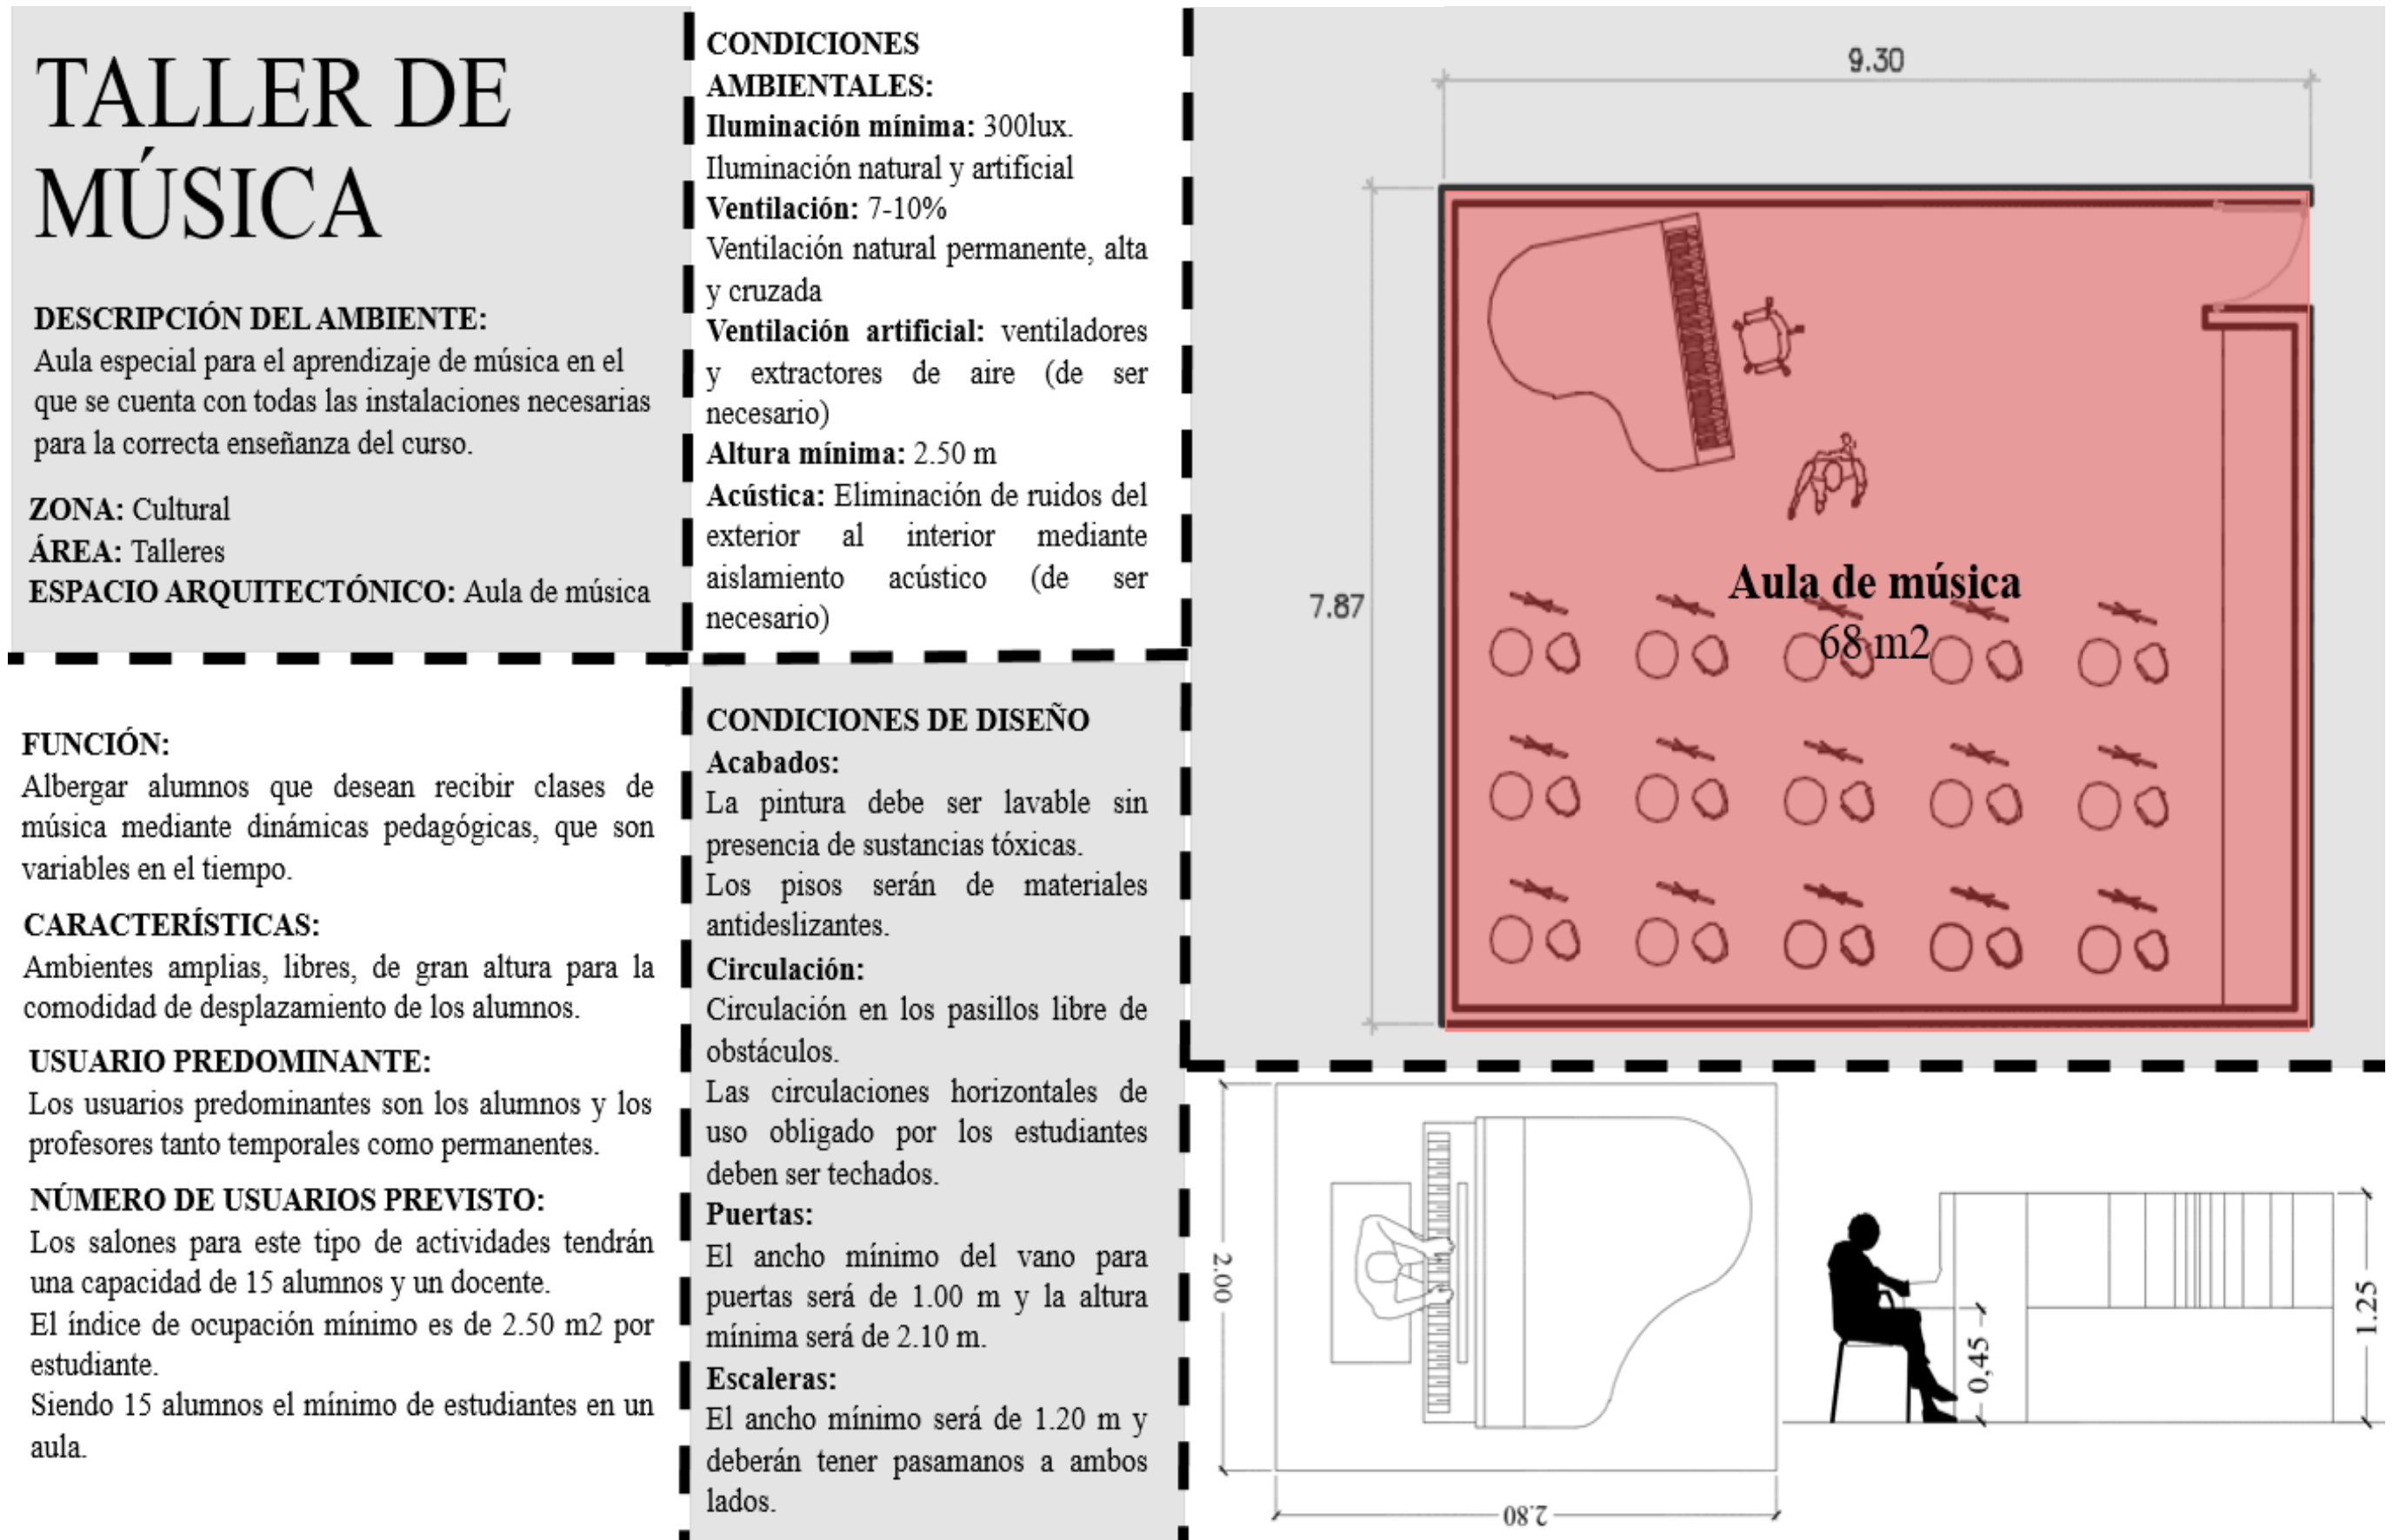 TALLER DE
MÚSICA
DESCRIPCIÓN DEL AMBIENTE:
Aula especial para el aprendizaje de música en el
que se cuenta con todas las instalaciones necesarias
para la correcta enseñanza del curso.
ZONA: Cultural
ÁREA: Talleres
ESPACIO ARQUITECTÓNICO: Aula de música
FUNCIÓN:
Albergar alumnos que desean recibir clases de
música mediante dinámicas pedagógicas, que son
variables en el tiempo.
CARACTERÍSTICAS:
Ambientes amplias, libres, de gran altura para la
comodidad de desplazamiento de los alumnos.
USUARIO PREDOMINANTE:
Los usuarios predominantes son los alumnos y los
profesores tanto temporales como permanentes.
NÚMERO DE USUARIOS PREVISTO:
Los salones para este tipo de actividades tendrán
una capacidad de 15 alumnos y un docente.
El índice de ocupación mínimo es de 2.50 m2 por
estudiante.
Siendo 15 alumnos el mínimo de estudiantes en un
aula.
CONDICIONES
AMBIENTALES:
Iluminación mínima: 300lux.
Iluminación natural y artificial
Ventilación: 7-10%
Ventilación natural permanente, alta
y cruzada
Ventilación artificial: ventiladores
y extractores de aire (de ser
necesario)
Altura mínima: 2.50 m
Acústica: Eliminación de ruidos del
exterior al interior mediante
aislamiento acústico (de ser
necesario)
CONDICIONES DE DISEÑO
Acabados:
La pintura debe ser lavable sin
presencia de sustancias tóxicas.
Los pisos serán de materiales
antideslizantes.
Circulación:
Circulación en los pasillos libre de
obstáculos.
Las circulaciones horizontales de
uso obligado por los estudiantes
deben ser techados.
Puertas:
El ancho mínimo del vano para
puertas será de 1.00 m y la altura
mínima será de 2.10 m.
Escaleras:
El ancho mínimo será de 1.20 m y
deberán tener pasamanos a ambos
lados.
9.30
7.87
Aula de música
68 m2
2.00
2.80
0,45
1.25